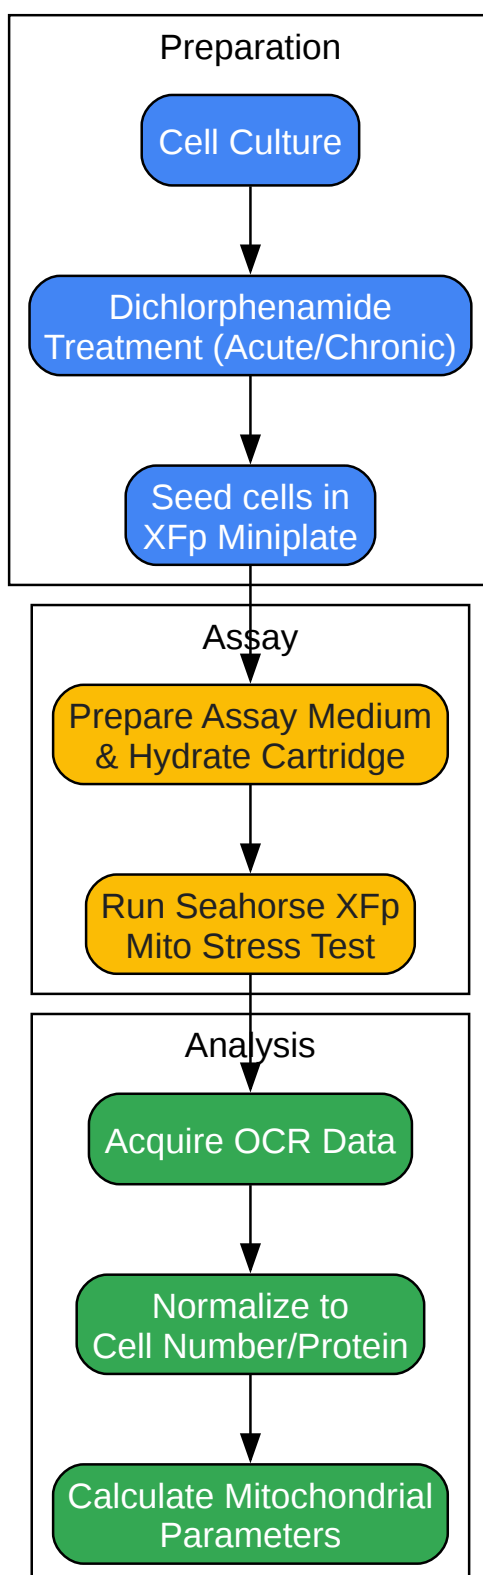 Preparation
Cell Culture
Dichlorphenamide
Treatment (Acute/Chronic)
Seed cells in
XFp Miniplate
Assay
Prepare Assay Medium
& Hydrate Cartridge
Run Seahorse XFp
Mito Stress Test
Analysis
Acquire OCR Data
Normalize to
Cell Number/Protein
Calculate Mitochondrial
Parameters